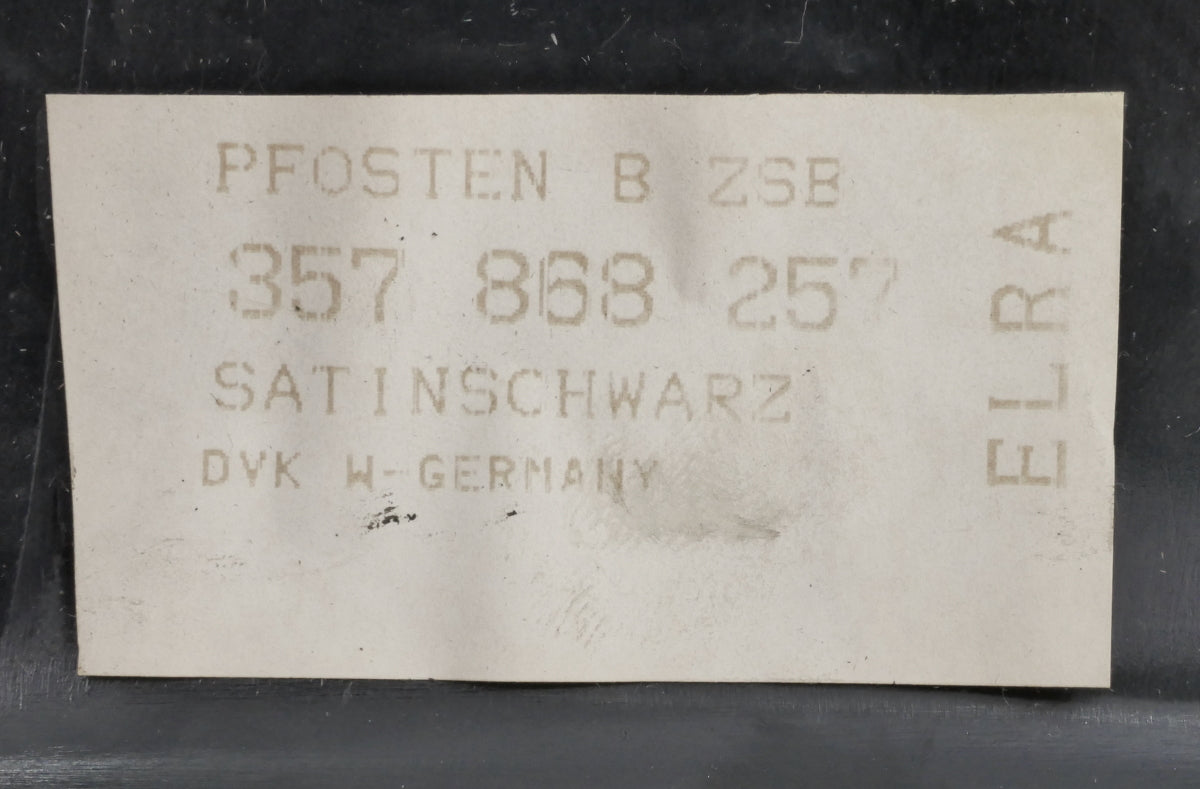 PFOSTEN B ZSB
357 868 257
SATINSCHWARZ
DVK W-GERMANY
ELRA